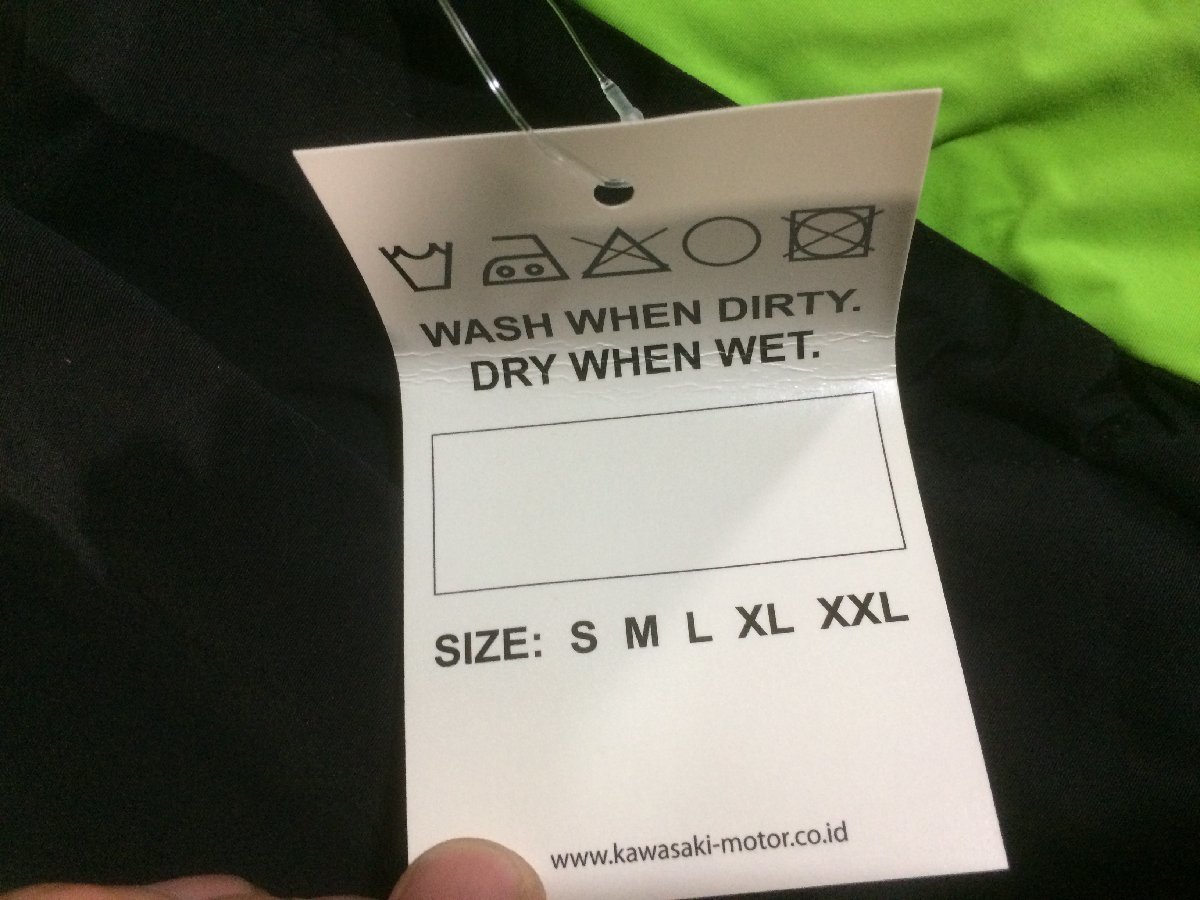 WASH WHEN DIRTY.
DRY WHEN WET.
SIZE: S M L XL XXL
www.kawasaki-motor.co.id